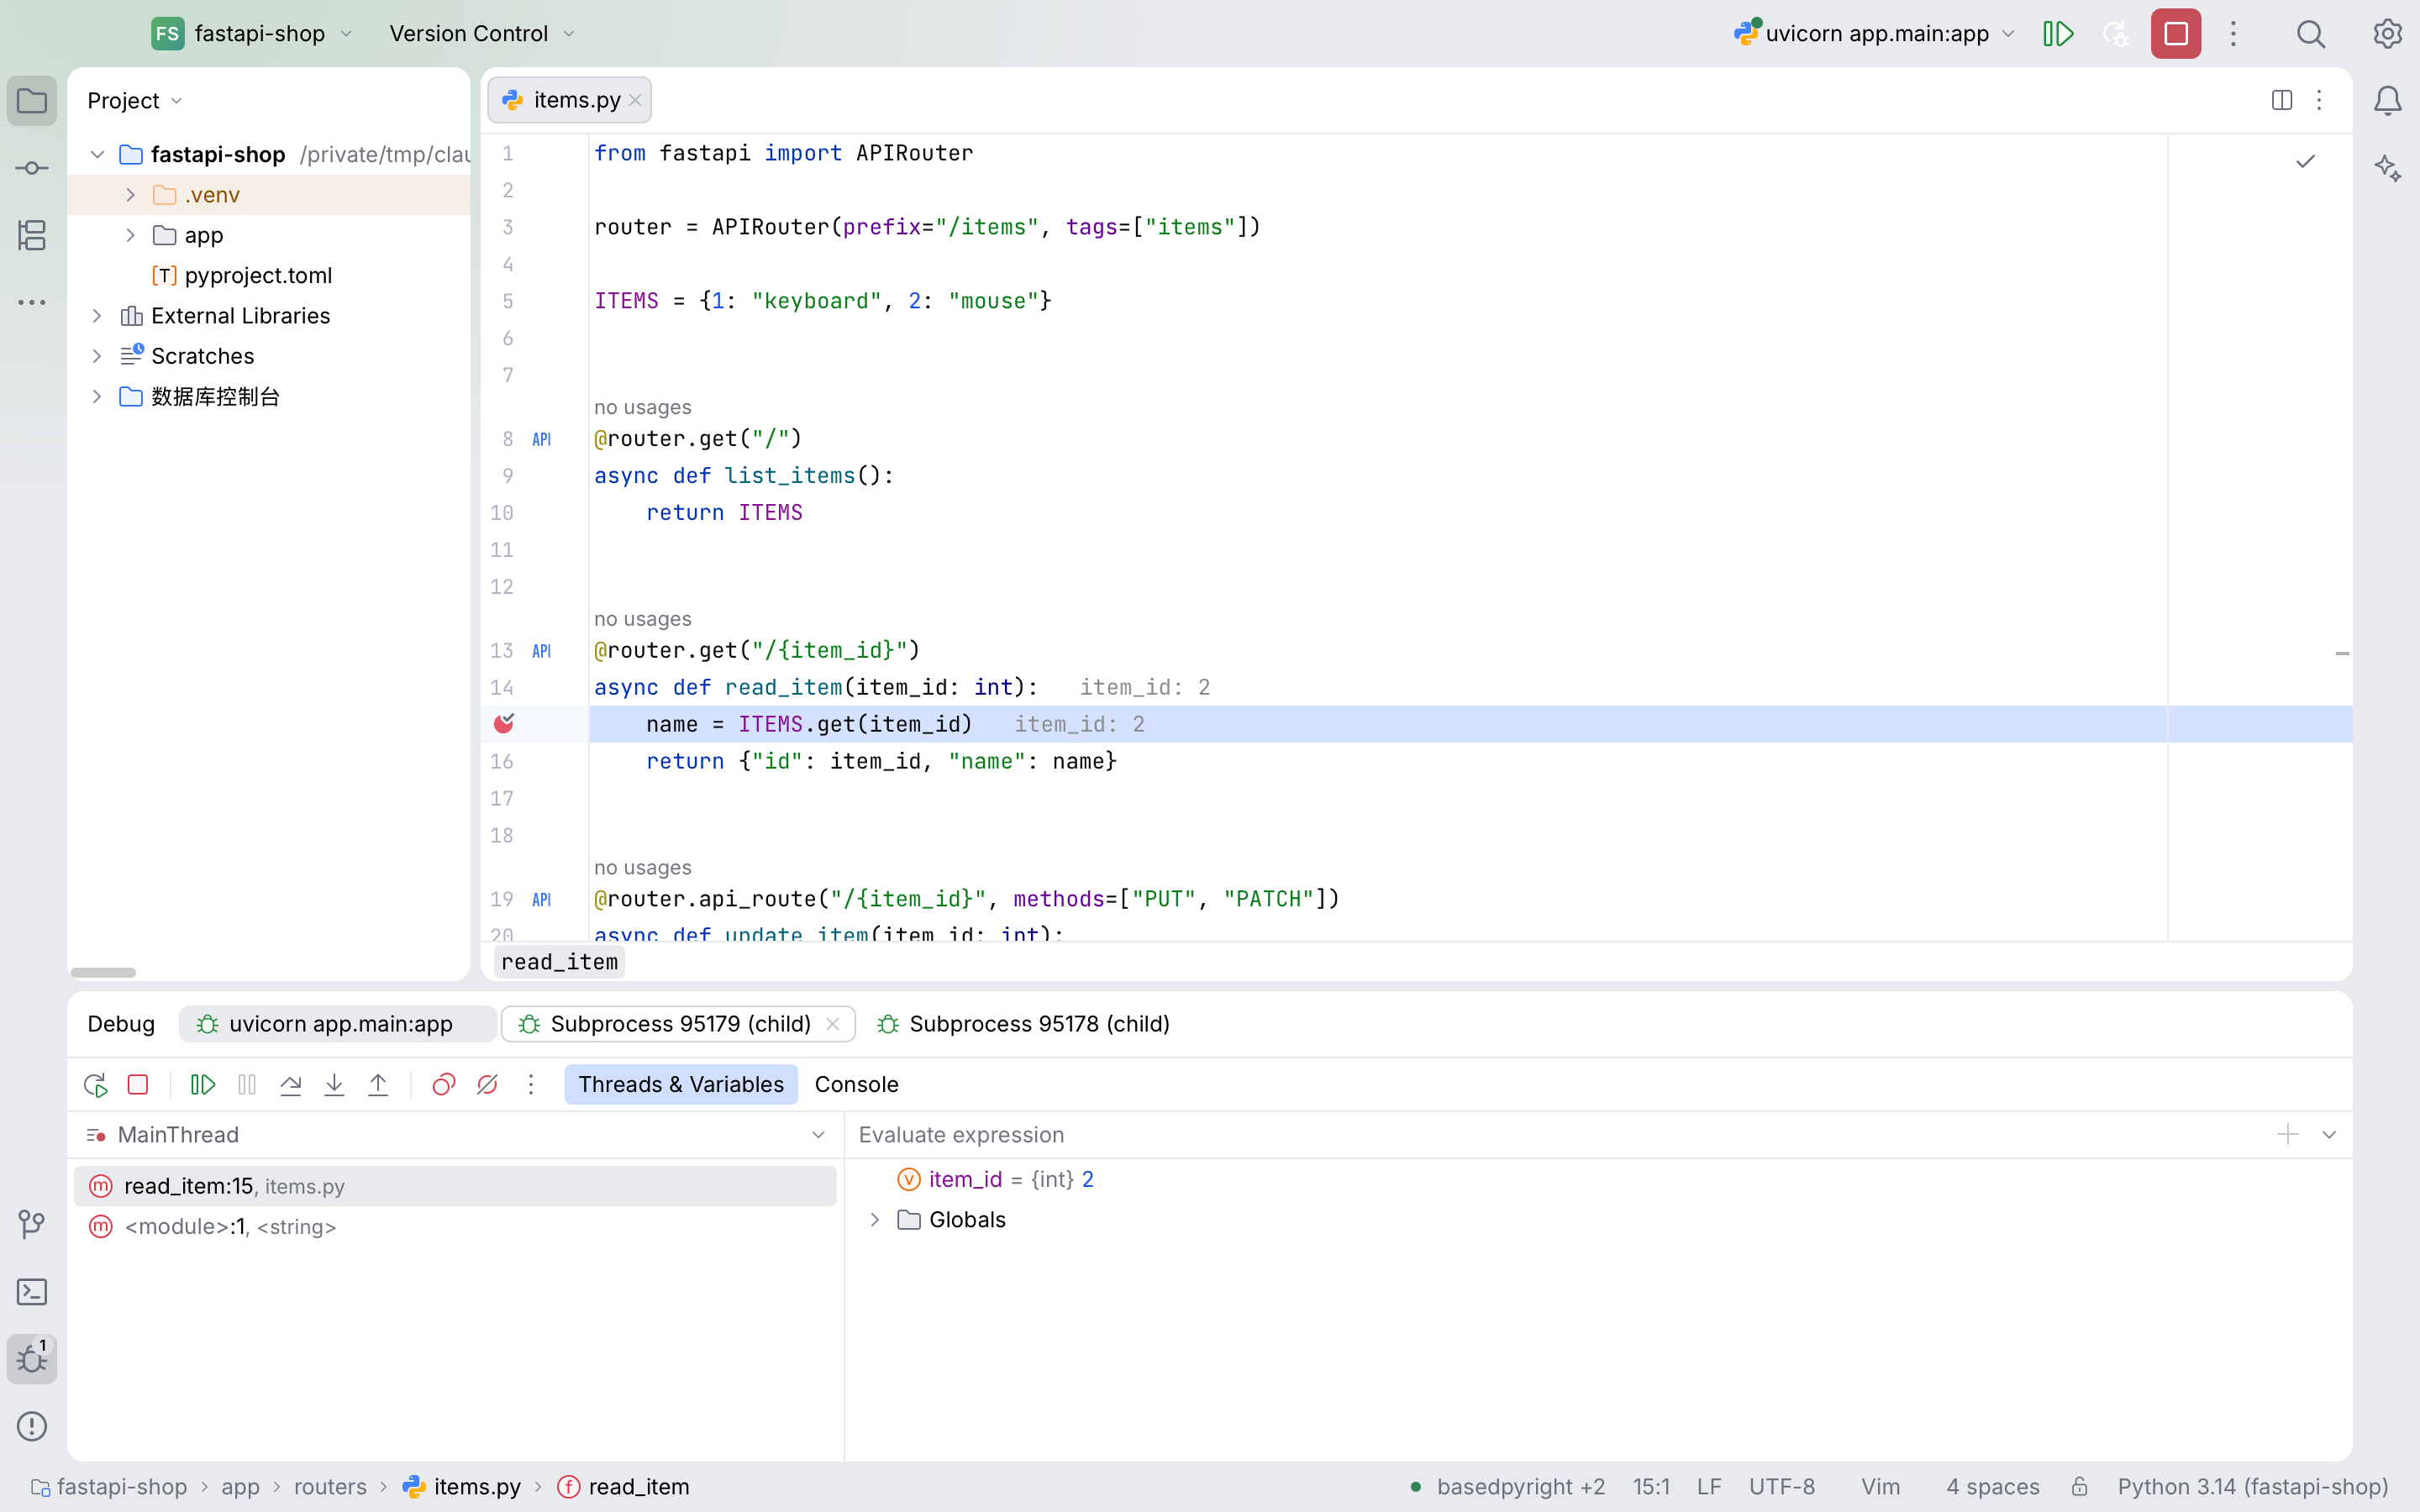 FS fastapi-shop Version Control uvicorn app.main:app
Project
fastapi-shop /private/tmp/clau
.venv
app
[T] pyproject.toml
External Libraries
Scratches
数据库控制台
items.py
1 from fastapi import APIRouter
2
3 router = APIRouter(prefix="/items", tags=["items"])
4
5 ITEMS = {1: "keyboard", 2: "mouse"}
6
7
no usages
8 API @router.get("/")
9 async def list_items():
10 return ITEMS
11
12
no usages
13 API @router.get("/{item_id}")
14 async def read_item(item_id: int): item_id: 2
name = ITEMS.get(item_id) item_id: 2
16 return {"id": item_id, "name": name}
17
18
no usages
19 API @router.api_route("/{item_id}", methods=["PUT", "PATCH"])
20 async def update_item(item_id: int):
read_item
Debug uvicorn app.main:app Subprocess 95179 (child) Subprocess 95178 (child)
Threads & Variables Console
MainThread
read_item:15, items.py
<module>:1, <string>
Evaluate expression
item_id = {int} 2
Globals
1
fastapi-shop app routers items.py read_item basedpyright +2 15:1 LF UTF-8 Vim 4 spaces Python 3.14 (fastapi-shop)